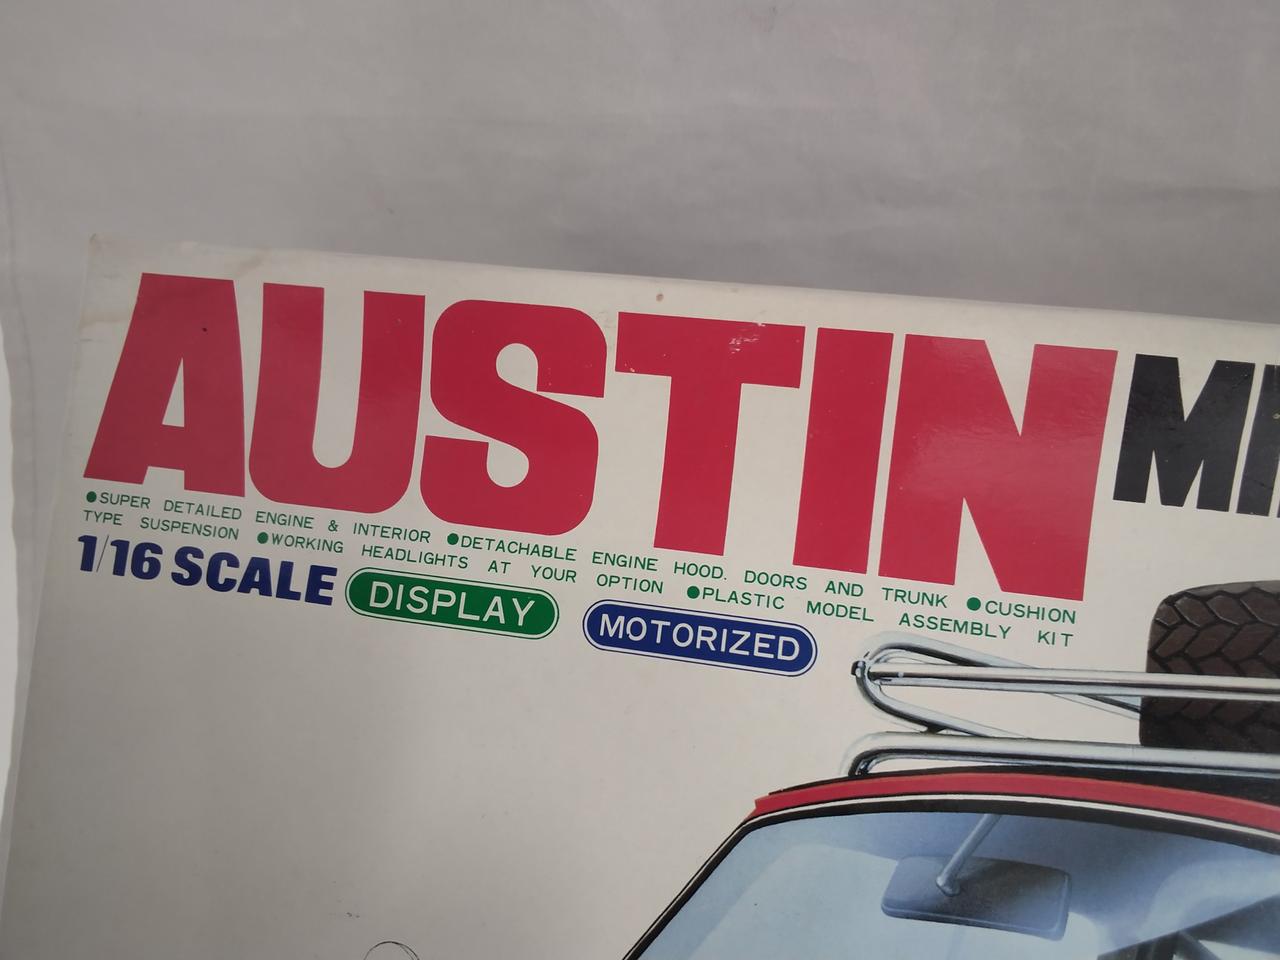 AUSTIN MI
●SUPER DETAILED ENGINE & INTERIOR ●DETACHABLE ENGINE HOOD. DOORS AND TRUNK ●CUSHION
TYPE SUSPENSION ●WORKING HEADLIGHTS AT YOUR OPTION ●PLASTIC MODEL ASSEMBLY KIT
1/16 SCALE DISPLAY MOTORIZED